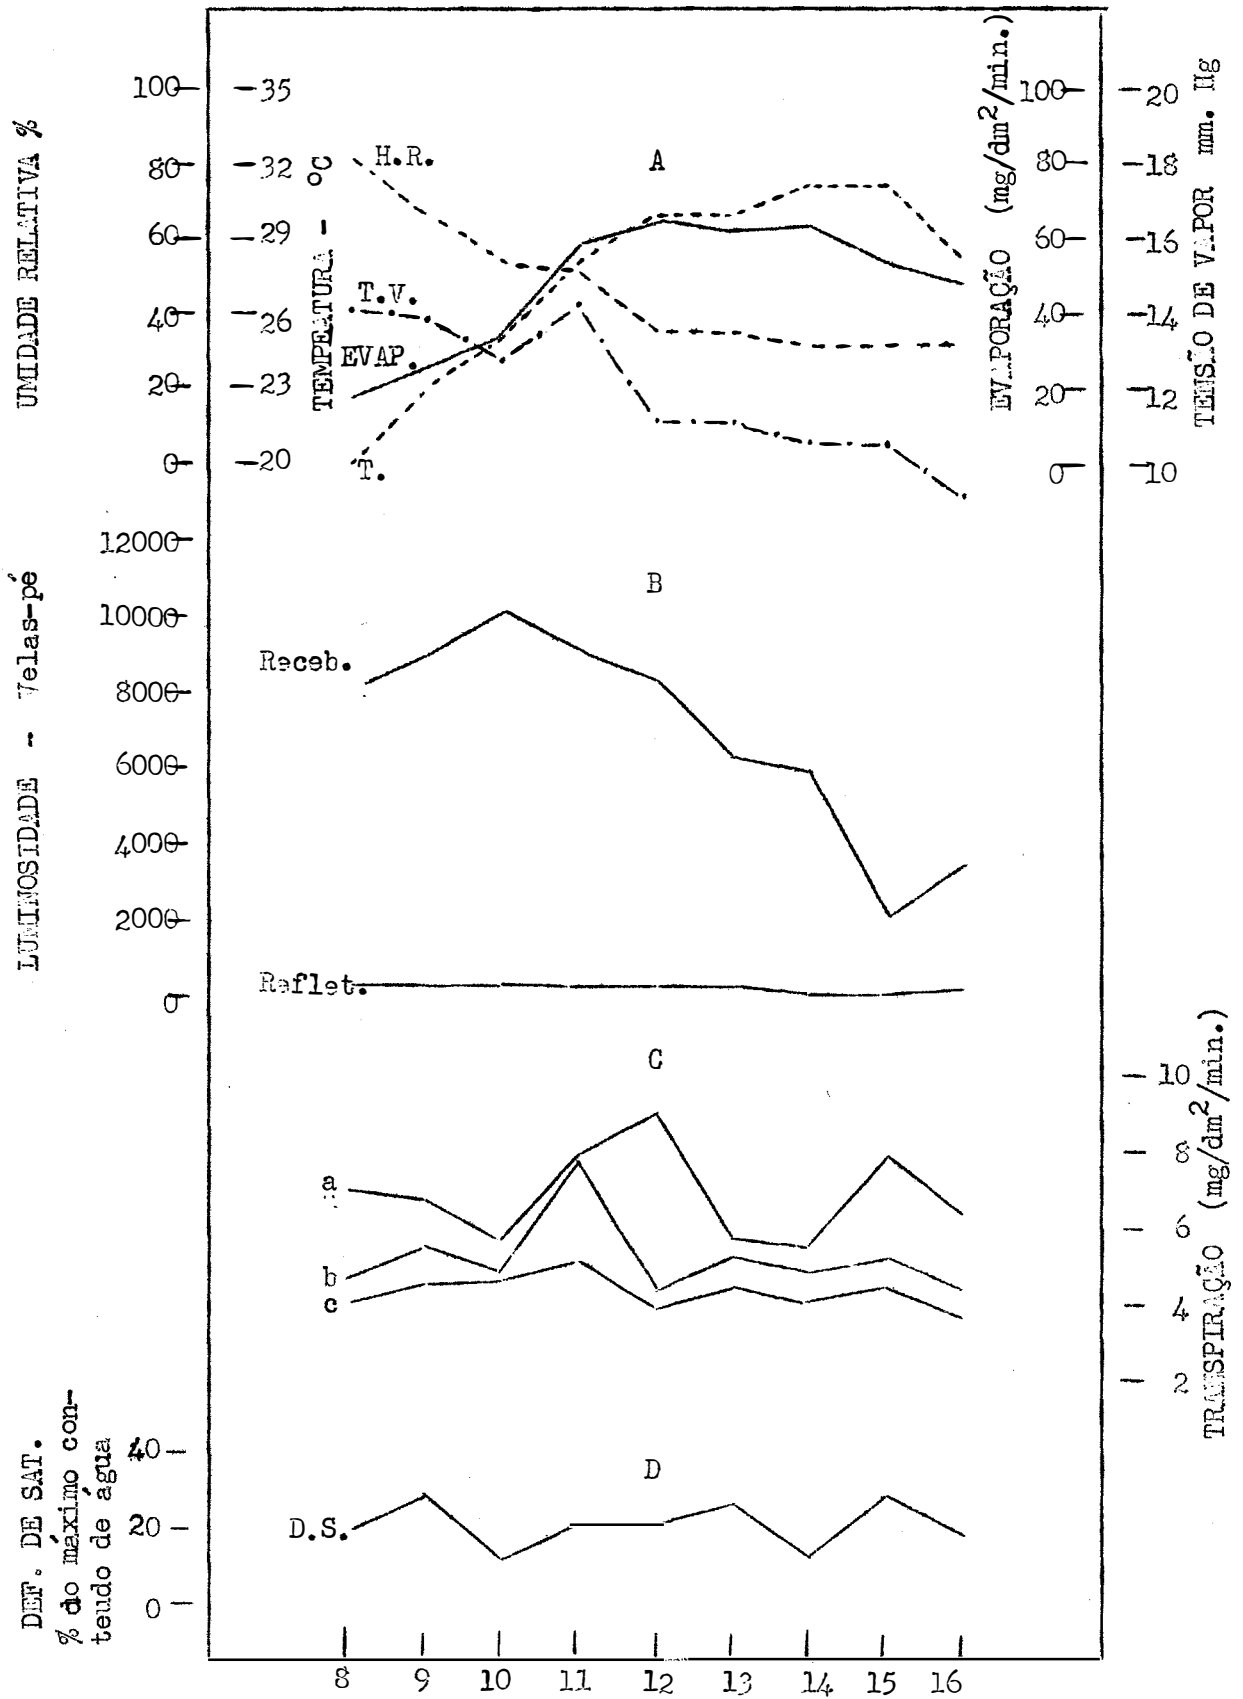 UMIDADE RELATIVA %
100
80
60
40
20
0
35
32
29
26
23
20
TEMPEATURA - ºC
H.R.
T.V.
EVAP.
T.
A
EVAPORAÇÃO (mg/dm²/min.)
100
80
60
40
20
0
20
18
16
14
12
10
TENSÃO DE VAPOR mm. Hg
LUMINOSIDADE - Velas-pé
12000
10000
8000
6000
4000
2000
0
B
Receb.
Reflet.
C
a
b
c
10
8
6
4
2
TRANSPIRAÇÃO (mg/dm²/min.)
DEF. DE SAT.
% do máximo con-
teudo de água
40
20
0
D
D.S.
8 9 10 11 12 13 14 15 16